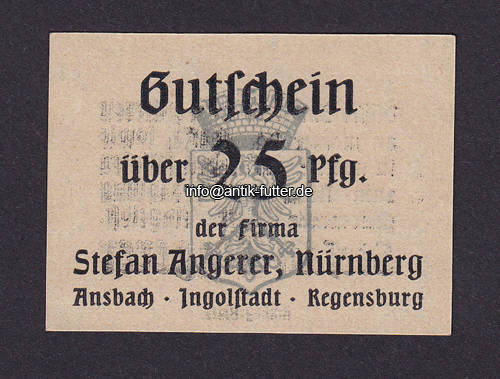 Gutschein
über 25 Pfg.
info@antik-futter.de
der Firma
Stefan Angerer, Nürnberg
Ansbach · Ingolstadt · Regensburg